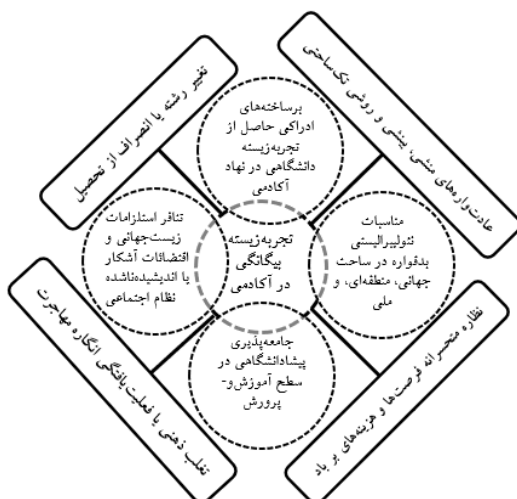 تغییر رشته یا انصراف از تحصیل
عادت‌واره‌های منشی، بینشی و روشی تک‌ساحتی
برساخته‌های
ادراکی حاصل از
تجربه‌زیسته
دانشگاهی در نهاد
آکادمی
مناسبات
نئولیبرالیستی
بدقواره در ساحت
جهانی، منطقه‌ای، و
ملی
تجربه‌زیسته
بیگانگی
در آکادمی
تنافر استلزامات
زیست‌جهانی و
اقتضائات آشکار
یا اندیشیده‌ناشده
نظام اجتماعی
جامعه‌پذیری
پیشادانشگاهی در
سطح آموزش‌و-
پرورش
نظاره متحسرانه فرصت‌ها و هزینه‌های بر باد
تغلب ذهنی یا فعلیت‌یافتگی انگاره مهاجرت